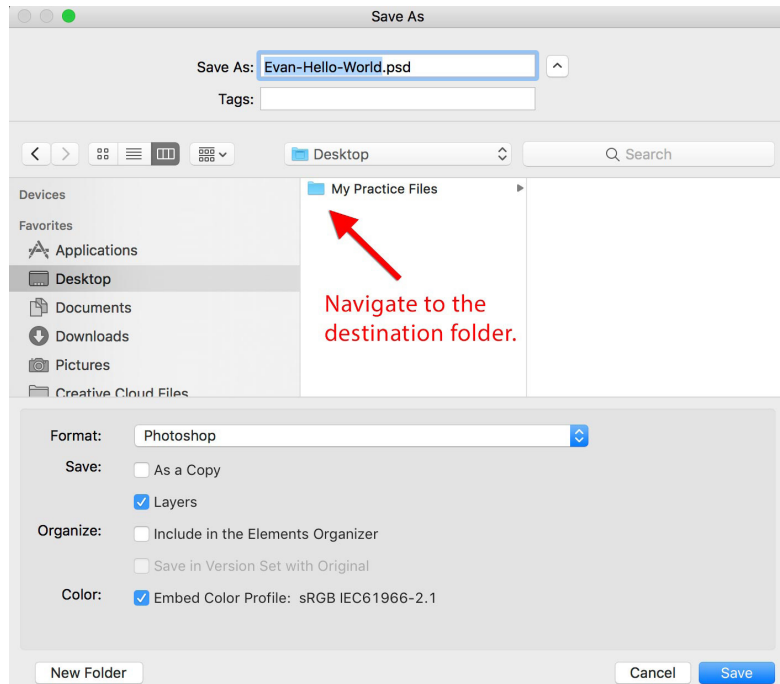 Save As
Save As: Evan-Hello-World.psd
Tags:
Desktop
Search
Devices
Favorites
Applications
Desktop
Documents
Downloads
Pictures
Creative Cloud Files
My Practice Files
Navigate to the
destination folder.
Format: Photoshop
Save: As a Copy
Layers
Organize: Include in the Elements Organizer
Save in Version Set with Original
Color: Embed Color Profile: sRGB IEC61966-2.1
New Folder Cancel Save